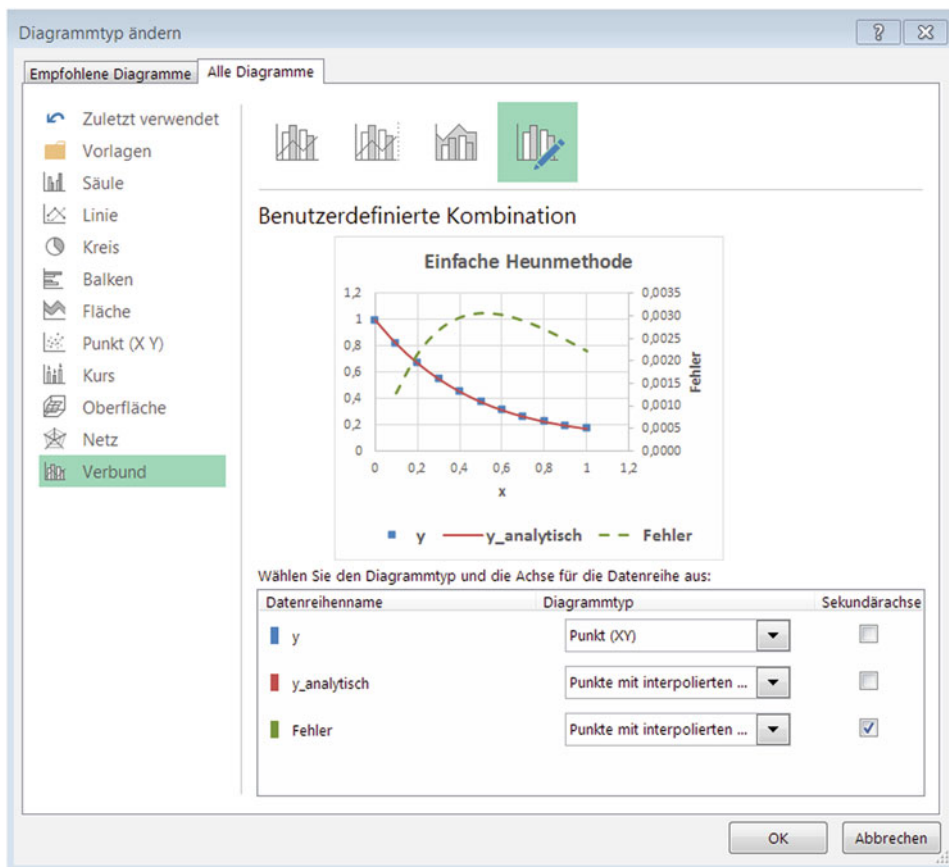 Diagrammtyp ändern
Empfohlene Diagramme
Alle Diagramme
Zuletzt verwendet
Vorlagen
Säule
Linie
Kreis
Balken
Fläche
Punkt (X Y)
Kurs
Oberfläche
Netz
Verbund
Benutzerdefinierte Kombination
Einfache Heunmethode
1,2
1
0,8
0,6
0,4
0,2
0
0,0035
0,0030
0,0025
0,0020
0,0015
0,0010
0,0005
0,0000
Fehler
0 0,2 0,4 0,6 0,8 1 1,2
x
y y_analytisch Fehler
Wählen Sie den Diagrammtyp und die Achse für die Datenreihe aus:
Datenreihenname Diagrammtyp Sekundärachse
y Punkt (XY)
y_analytisch Punkte mit interpolierten ...
Fehler Punkte mit interpolierten ...
OK Abbrechen